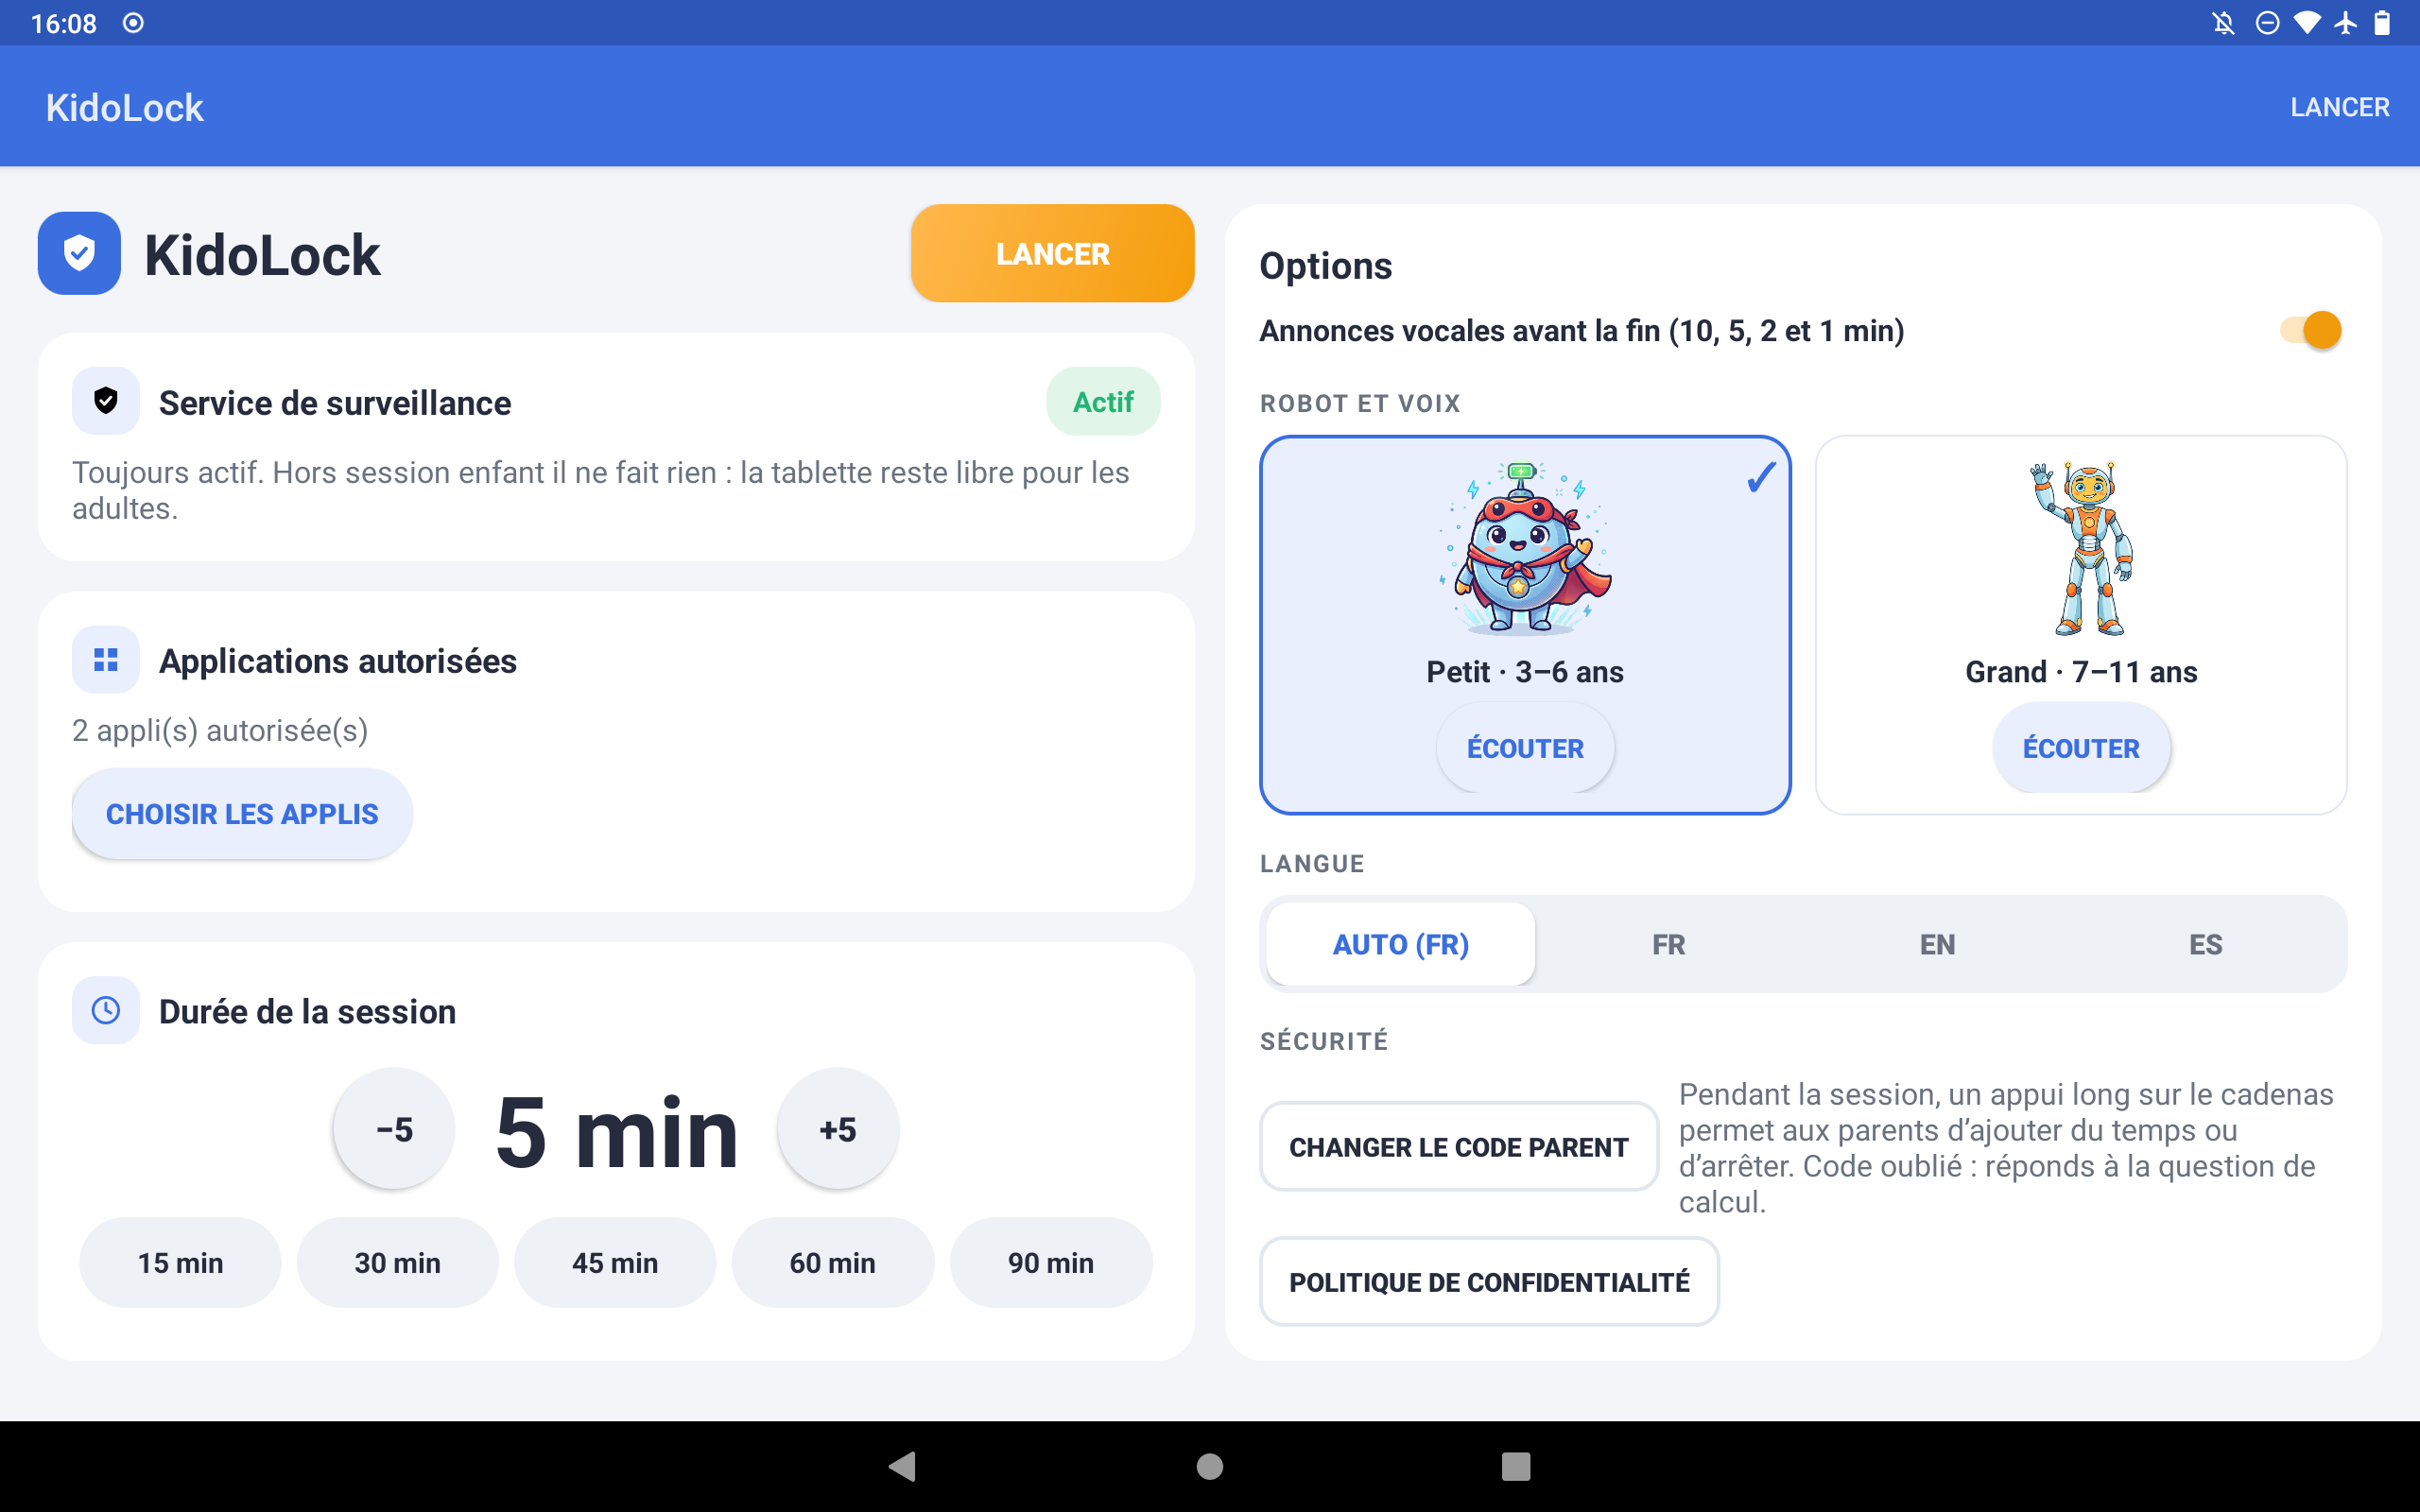 16:08
KidoLock
LANCER
KidoLock
LANCER
Service de surveillance
Actif
Toujours actif. Hors session enfant il ne fait rien : la tablette reste libre pour les
adultes.
Applications autorisées
2 appli(s) autorisée(s)
CHOISIR LES APPLIS
Durée de la session
−5
5 min
+5
15 min
30 min
45 min
60 min
90 min
Options
Annonces vocales avant la fin (10, 5, 2 et 1 min)
ROBOT ET VOIX
✓
Petit · 3–6 ans
ÉCOUTER
Grand · 7–11 ans
ÉCOUTER
LANGUE
AUTO (FR)
FR
EN
ES
SÉCURITÉ
CHANGER LE CODE PARENT
Pendant la session, un appui long sur le cadenas
permet aux parents d’ajouter du temps ou
d’arrêter. Code oublié : réponds à la question de
calcul.
POLITIQUE DE CONFIDENTIALITÉ